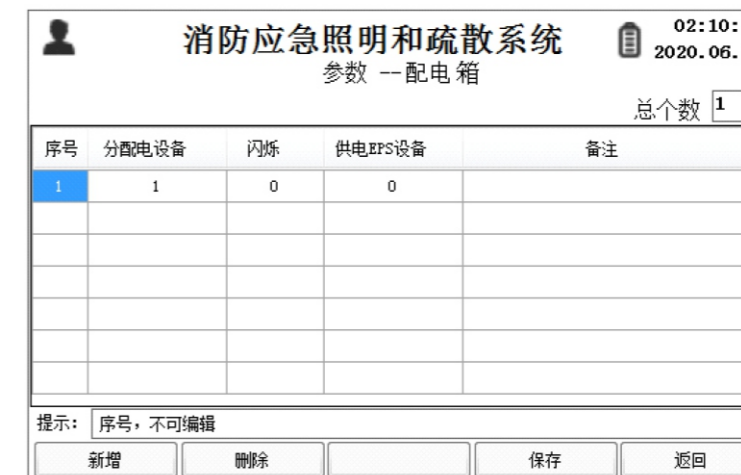 消防应急照明和疏散系统
02:10:
参数 --配电箱
2020.06.
总个数 1
序号 分配电设备 闪烁 供电EPS设备 备注
1 1 0 0
提示: 序号，不可编辑
新增 删除 保存 返回